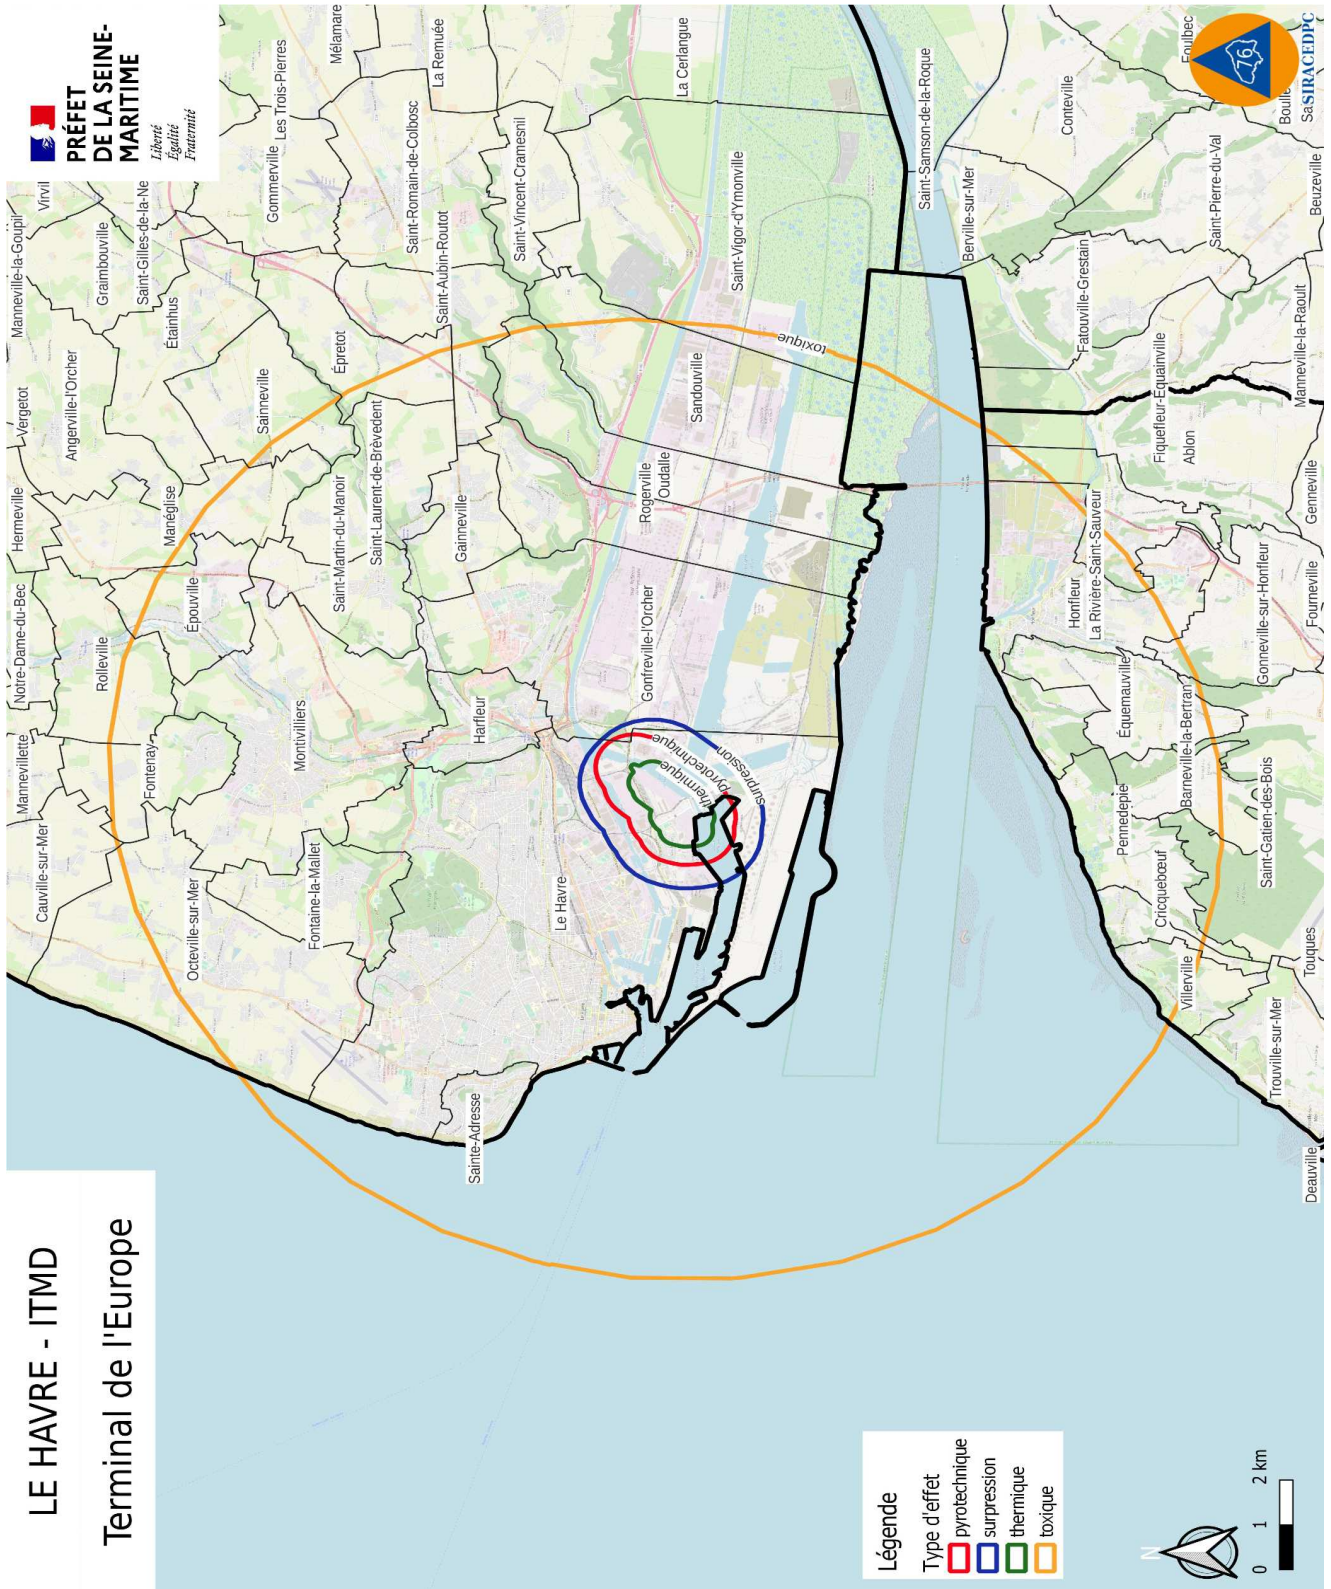 LE HAVRE - ITMD
Terminal de l'Europe
PRÉFET
DE LA SEINE-
MARITIME
Liberté
Égalité
Fraternité
Cauville-sur-Mer
Mannevillette
Notre-Dame-du-Bec
Hermeville
Vergetot
Manneville-la-Goupil
Virvil
Angerville-l'Orcher
Graimbouville
Saint-Gilles-de-la-Ne
Rolleville
Fontenay
Manéglise
Étainhus
Octeville-sur-Mer
Épouville
Sainneville
Gommerville
Les Trois-Pierres
Mélamare
Fontaine-la-Mallet
Montivilliers
Saint-Martin-du-Manoir
Saint-Laurent-de-Brèvedent
Épretot
Saint-Romain-de-Colbosc
La Remuée
Saint-Aubin-Routot
Sainte-Adresse
Harfleur
Gainneville
Saint-Vincent-Cramesnil
Le Havre
Gonfreville-l'Orcher
Rogerville
Oudalle
Sandouville
Saint-Vigor-d'Ymonville
La Cerlangue
thermique
pyrotechnique
surpression
thermique
pyrotechnique
surpression
toxique
Saint-Samson-de-la-Roque
Berville-sur-Mer
Conteville
Foulbec
Honfleur
La Rivière-Saint-Sauveur
Fatouville-Grestain
Fiquefleur-Equainville
Ablon
Saint-Pierre-du-Val
Boulle
Sa
Pennedepie
Équemauville
Cricquebœuf
Barneville-la-Bertran
Villerville
Gonneville-sur-Honfleur
Saint-Gatien-des-Bois
Manneville-la-Raoult
Beuzeville
Genneville
Fourneville
Trouville-sur-Mer
Touques
Deauville
76
SIRACEDPC
Légende
Type d'effet
pyrotechnique
surpression
thermique
toxique
N
0 1 2 km